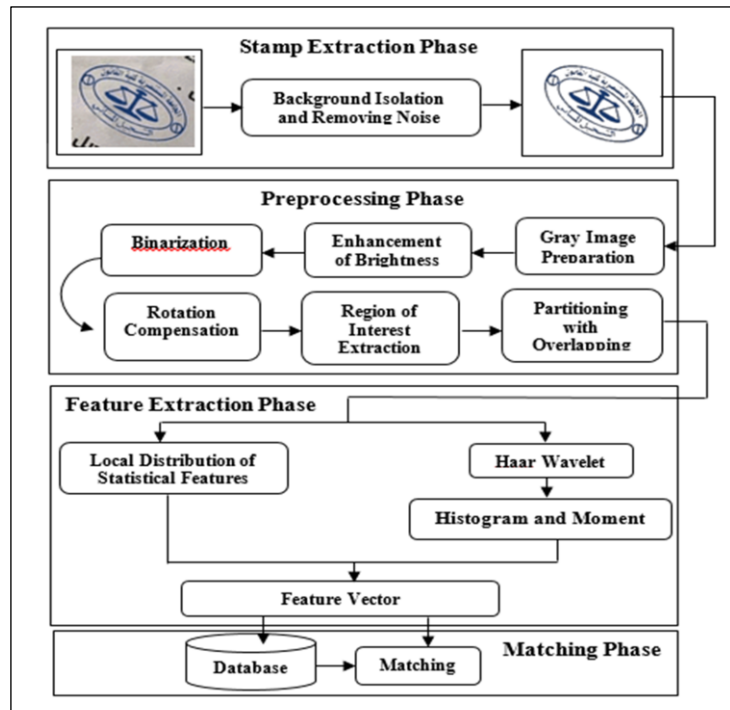 Stamp Extraction Phase
Background Isolation
and Removing Noise
Preprocessing Phase
Binarization
Enhancement
of Brightness
Gray Image
Preparation
Rotation
Compensation
Region of
Interest
Extraction
Partitioning
with
Overlapping
Feature Extraction Phase
Local Distribution of
Statistical Features
Haar Wavelet
Histogram and Moment
Feature Vector
Database
Matching
Matching Phase